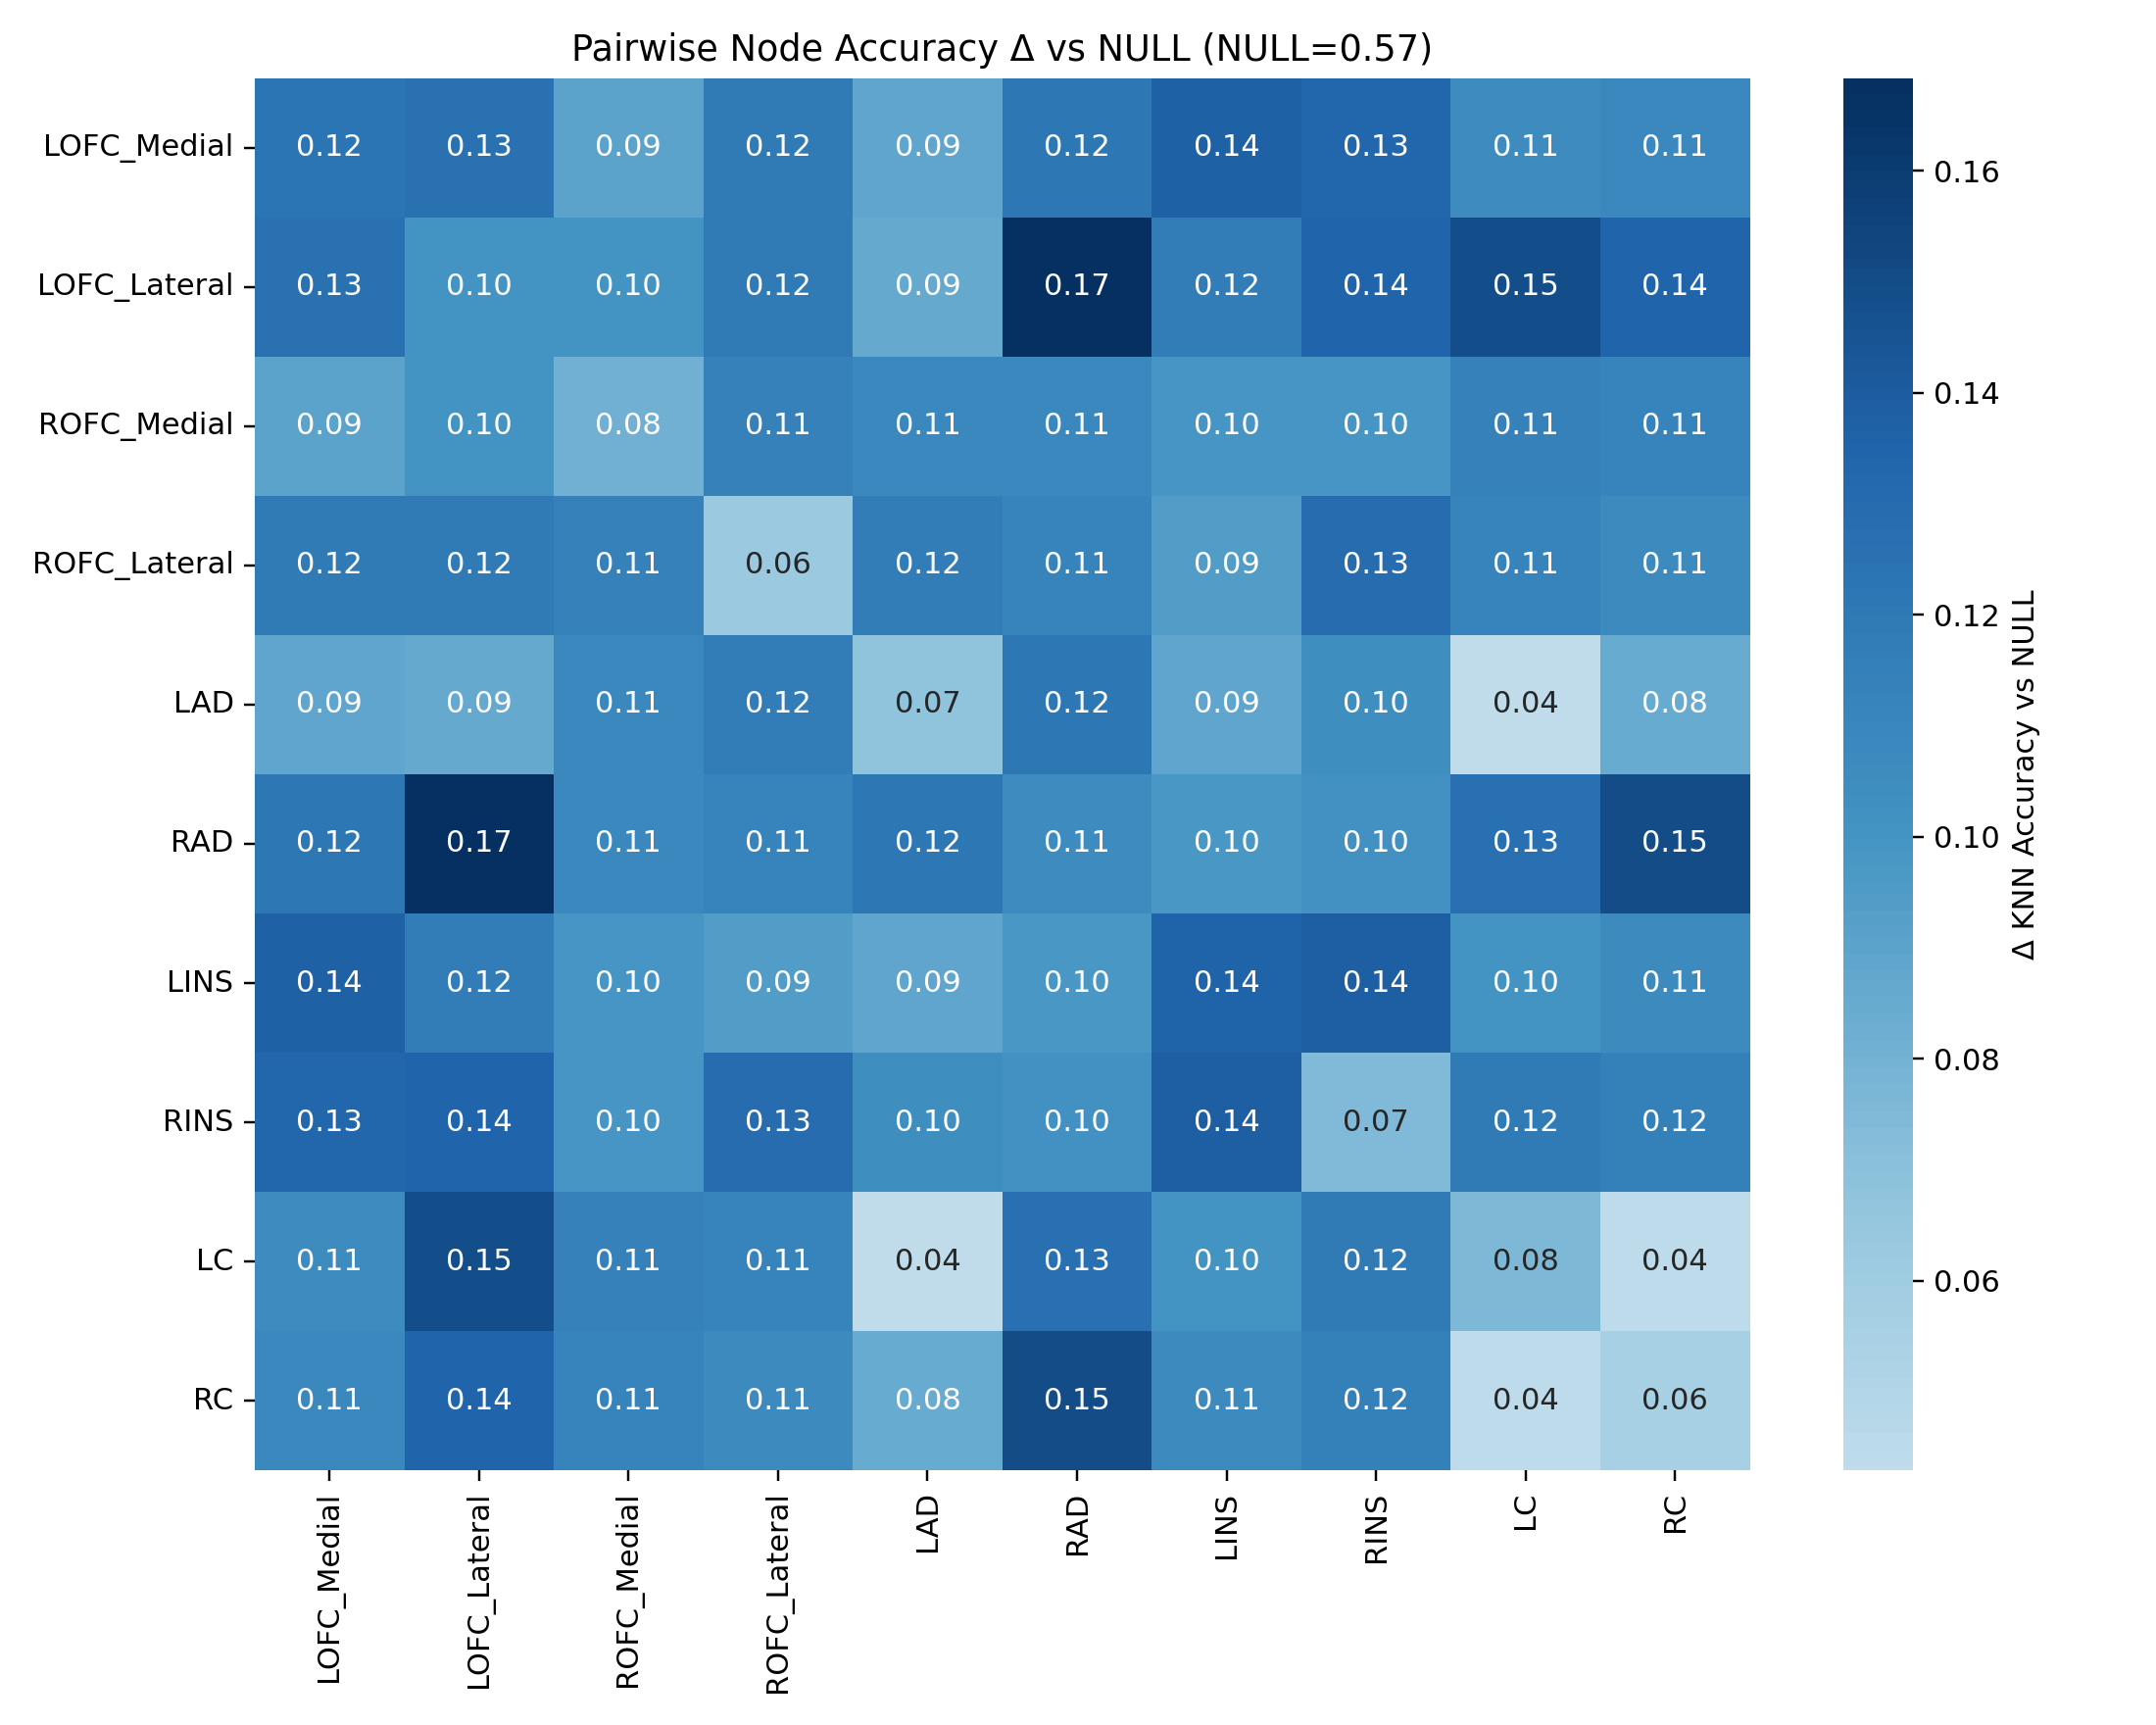 Pairwise Node Accuracy Δ vs NULL (NULL=0.57)
LOFC_Medial 0.12 0.13 0.09 0.12 0.09 0.12 0.14 0.13 0.11 0.11
LOFC_Lateral 0.13 0.10 0.10 0.12 0.09 0.17 0.12 0.14 0.15 0.14
ROFC_Medial 0.09 0.10 0.08 0.11 0.11 0.11 0.10 0.10 0.11 0.11
ROFC_Lateral 0.12 0.12 0.11 0.06 0.12 0.11 0.09 0.13 0.11 0.11
LAD 0.09 0.09 0.11 0.12 0.07 0.12 0.09 0.10 0.04 0.08
RAD 0.12 0.17 0.11 0.11 0.12 0.11 0.10 0.10 0.13 0.15
LINS 0.14 0.12 0.10 0.09 0.09 0.10 0.14 0.14 0.10 0.11
RINS 0.13 0.14 0.10 0.13 0.10 0.10 0.14 0.07 0.12 0.12
LC 0.11 0.15 0.11 0.11 0.04 0.13 0.10 0.12 0.08 0.04
RC 0.11 0.14 0.11 0.11 0.08 0.15 0.11 0.12 0.04 0.06
LOFC_Medial
LOFC_Lateral
ROFC_Medial
ROFC_Lateral
LAD
RAD
LINS
RINS
LC
RC
0.16
0.14
0.12
0.10
0.08
0.06
Δ KNN Accuracy vs NULL